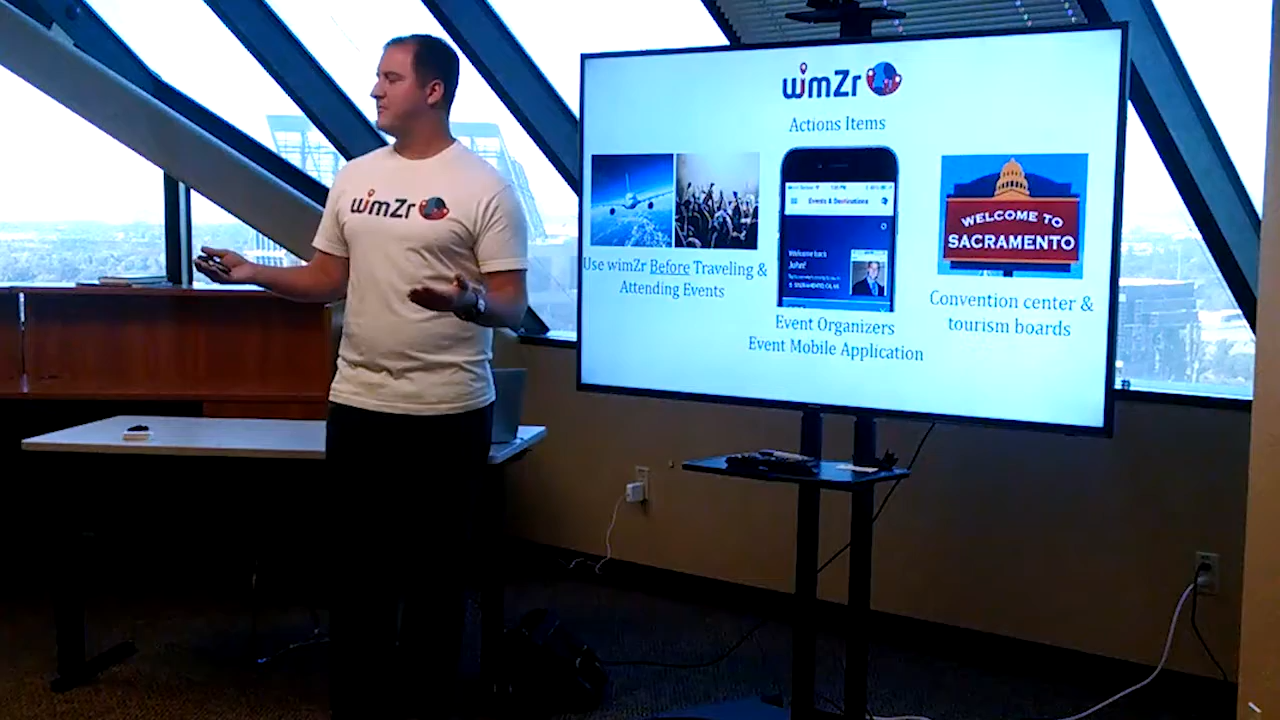 wimZr
wimZr
Actions Items
Use wimZr Before Traveling &
Attending Events
Events & Destinations
Welcome back
John!
Event Organizers
Event Mobile Application
WELCOME TO
SACRAMENTO
Convention center &
tourism boards